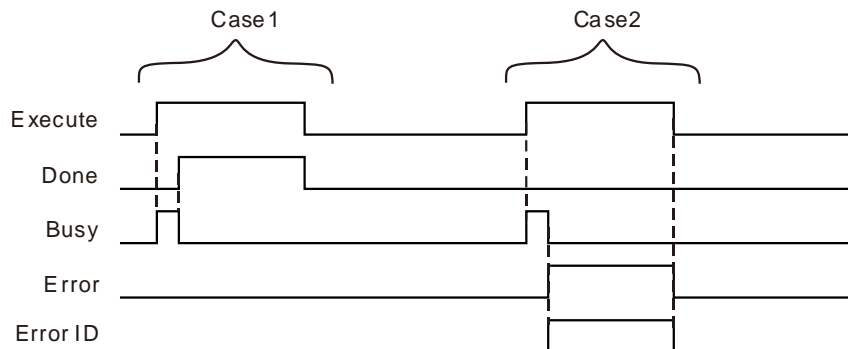 Case1 Case2
Execute
Done
Busy
Error
Error ID